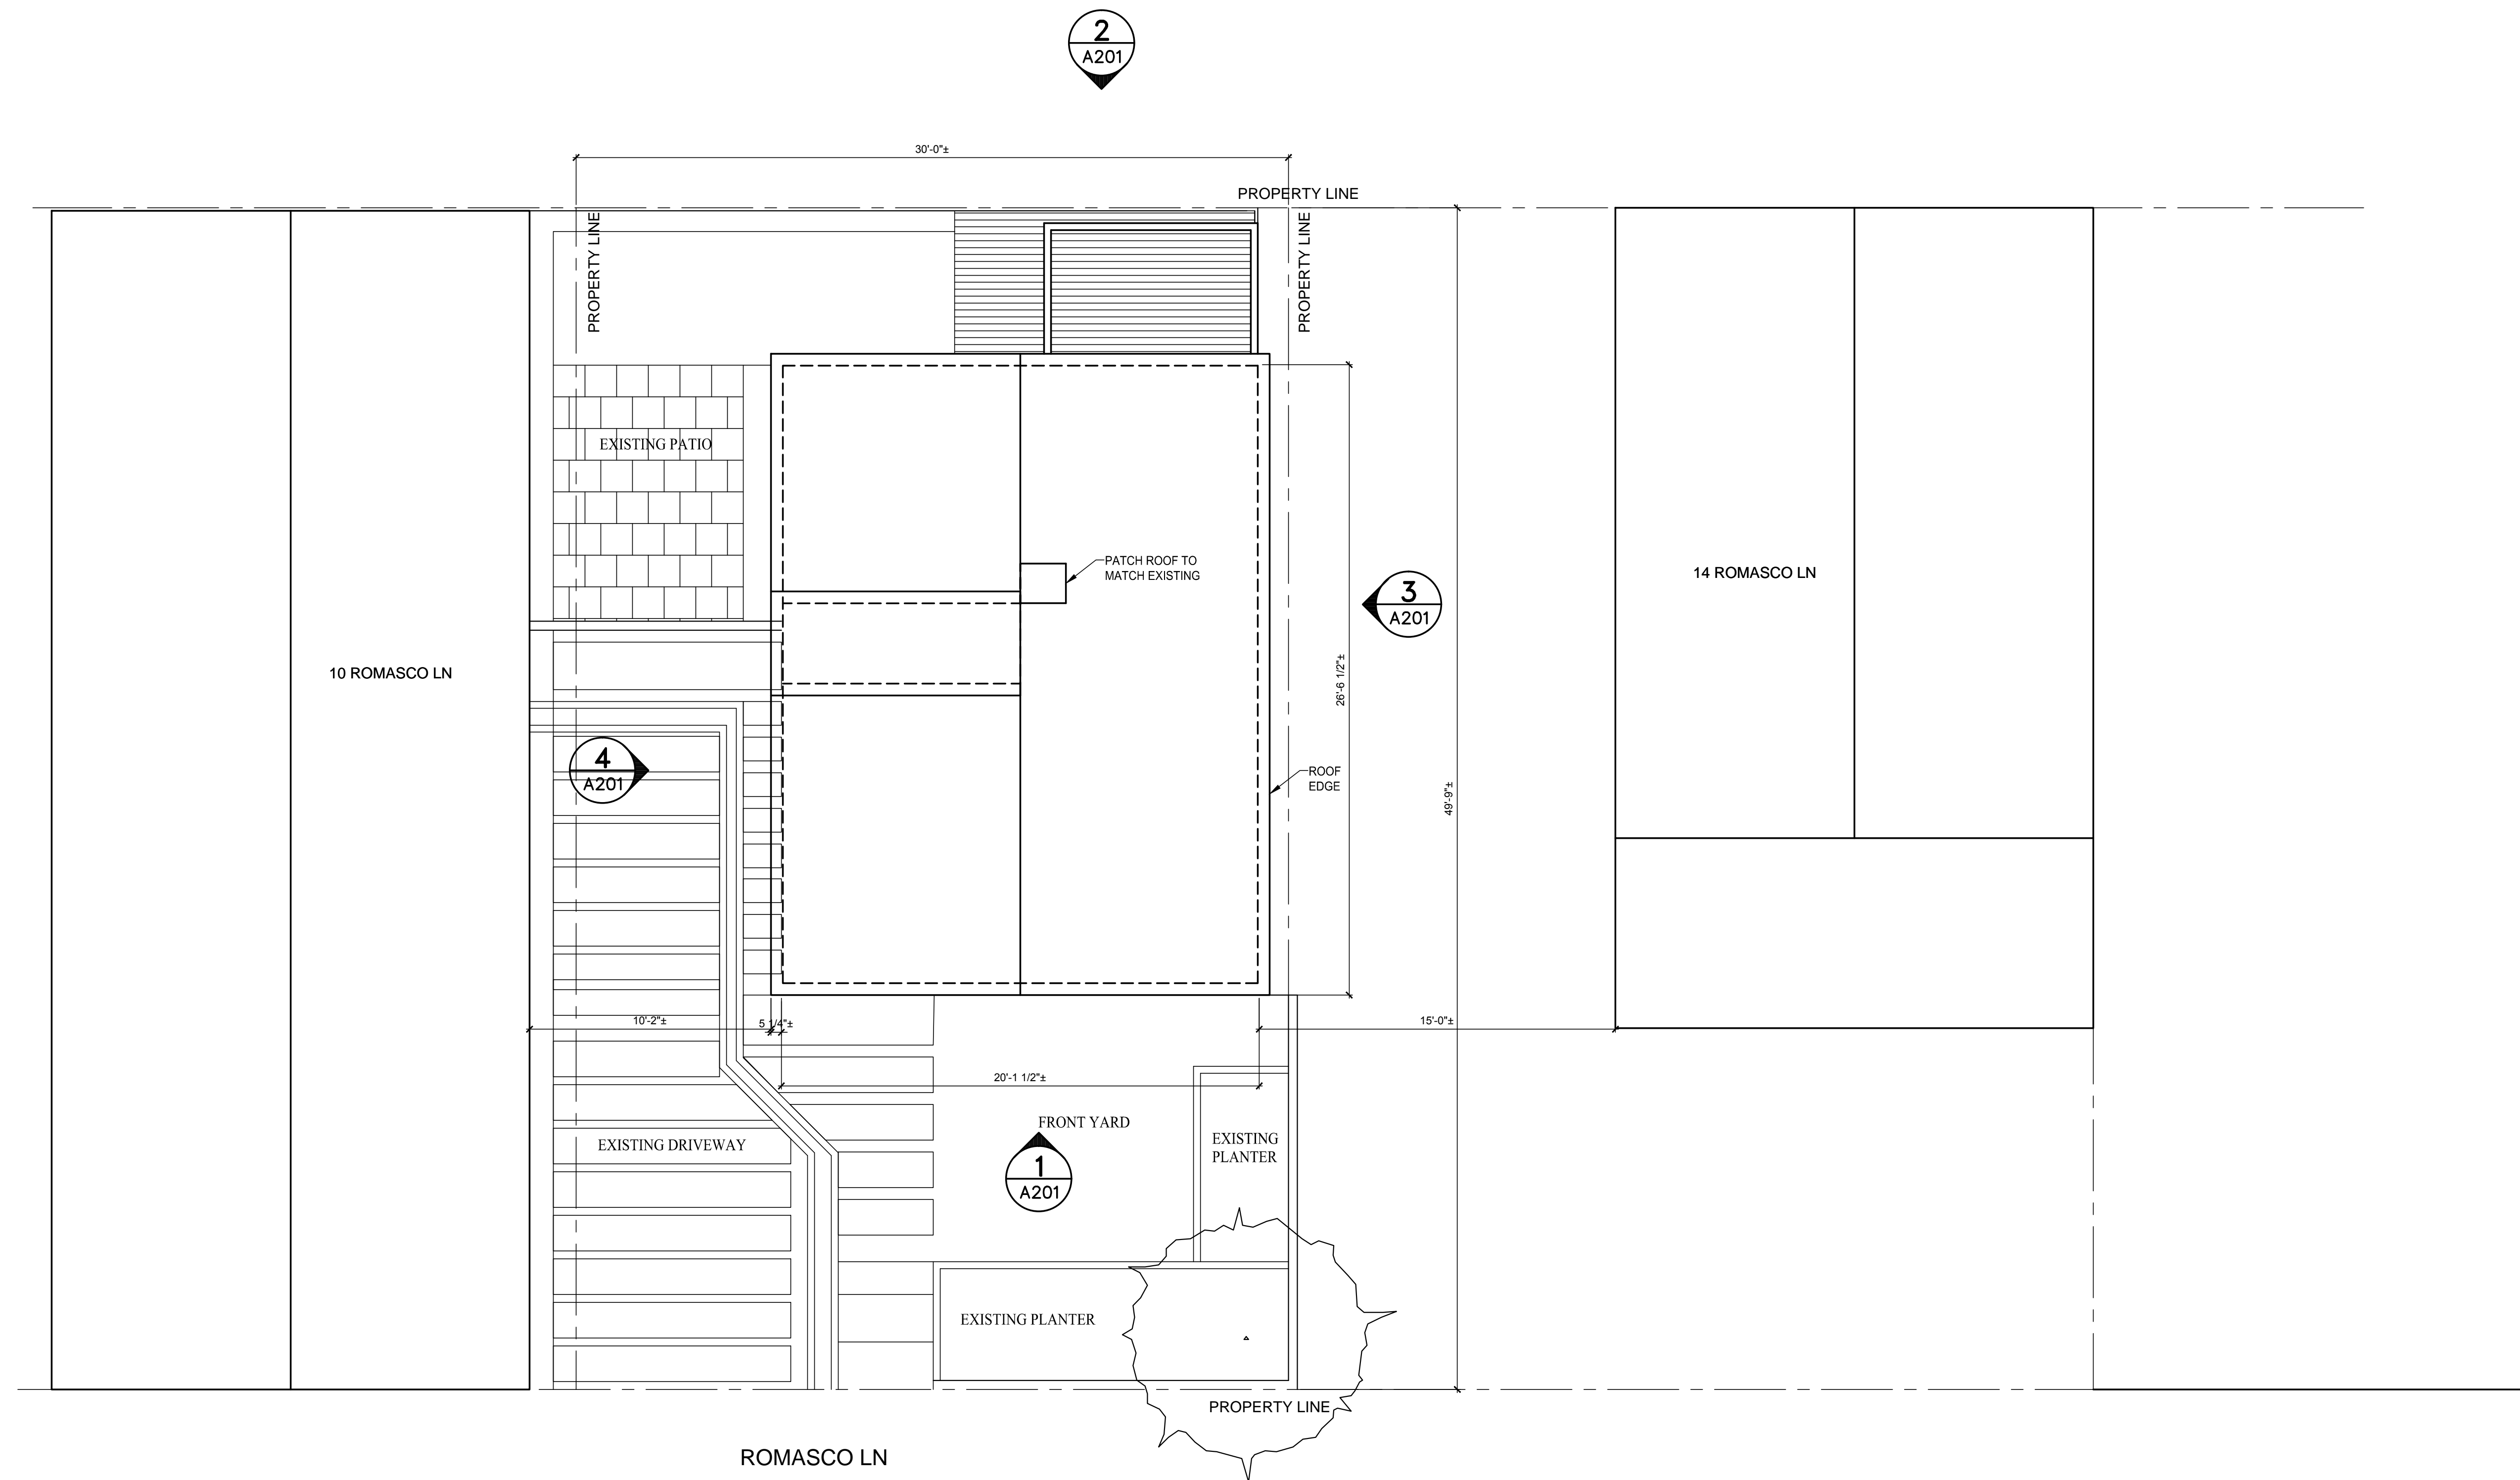 2
A201
30'-0"±
PROPERTY LINE
PROPERTY LINE
PROPERTY LINE
EXISTING PATIO
PATCH ROOF TO
MATCH EXISTING
14 ROMASCO LN
3
A201
10 ROMASCO LN
26'-6 1/2"±
4
A201
ROOF
EDGE
49'-9"±
10'-2"±
5 1/4"±
15'-0"±
20'-1 1/2"±
FRONT YARD
EXISTING DRIVEWAY
EXISTING
PLANTER
1
A201
EXISTING PLANTER
PROPERTY LINE
ROMASCO LN